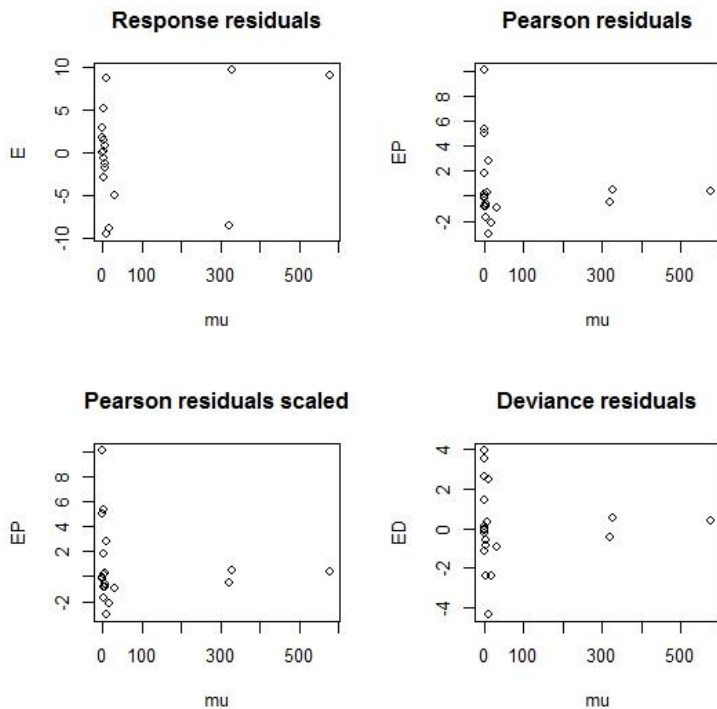 Response residuals
E
10
5
0
-5
-10
0 100 300 500
mu
Pearson residuals
EP
8
6
4
2
-2
0 100 300 500
mu
Pearson residuals scaled
EP
8
6
4
2
-2
0 100 300 500
mu
Deviance residuals
ED
4
2
0
-2
-4
0 100 300 500
mu